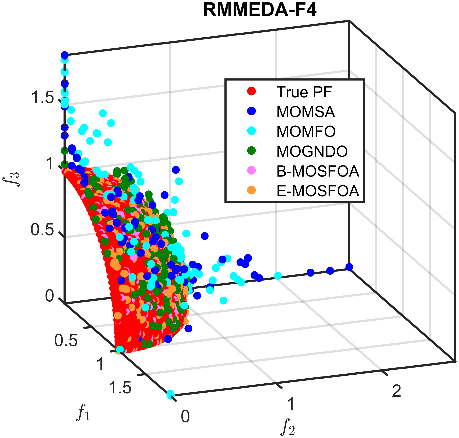 RMMEDA-F4
True PF
MOMSA
MOMFO
MOGNDO
B-MOSFOA
E-MOSFOA
1.5
1
0.5
0
f3
0.5
1
1.5
f1
0
1
2
f2